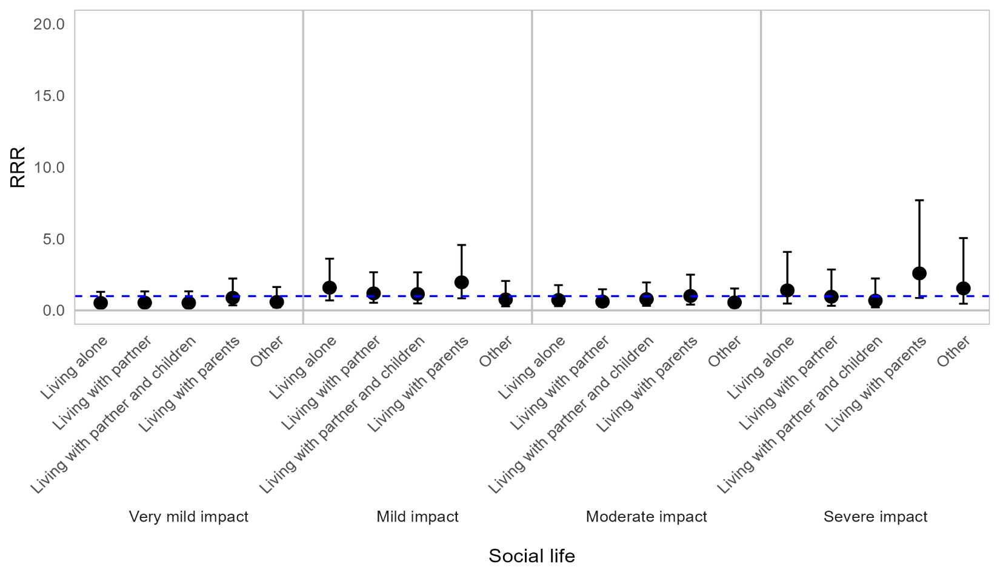 20.0
15.0
10.0
5.0
0.0
RRR
Living alone
Living with partner
Living with partner and children
Living with parents
Other
Living alone
Living with partner
Living with partner and children
Living with parents
Other
Living alone
Living with partner
Living with partner and children
Living with parents
Other
Living alone
Living with partner
Living with partner and children
Living with parents
Other
Very mild impact
Mild impact
Moderate impact
Severe impact
Social life